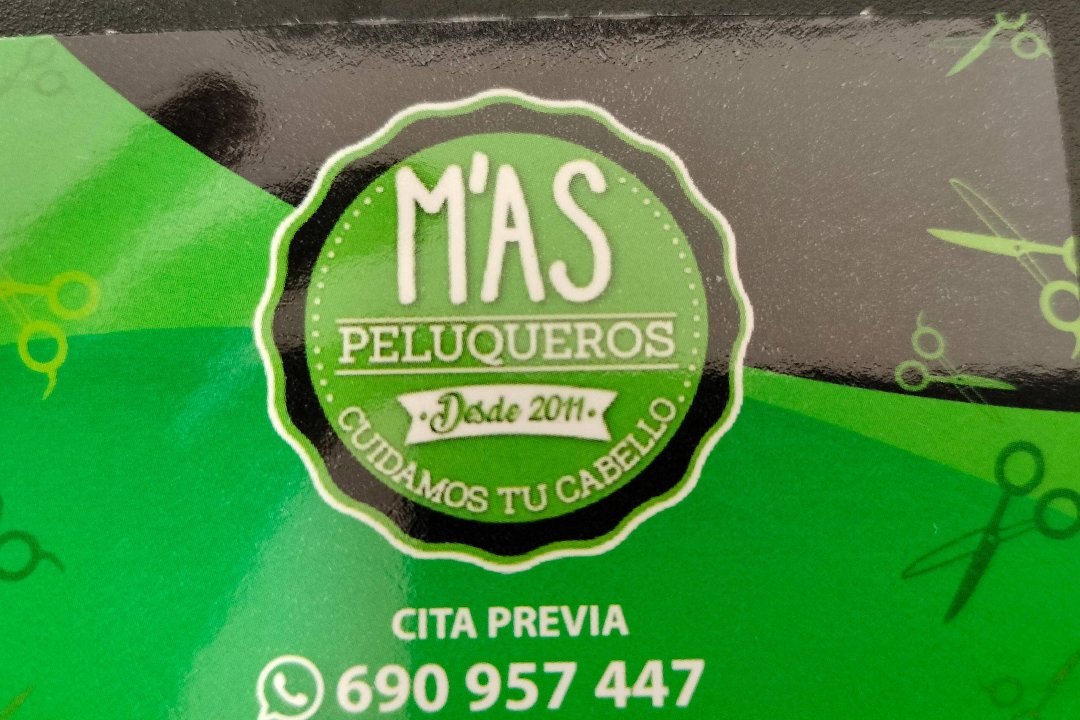 M'AS
PELUQUEROS
Desde 2011
CUIDAMOS TU CABELLO
CITA PREVIA
690 957 447